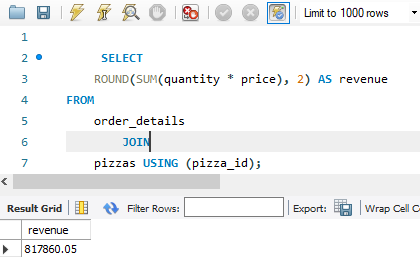 Limit to 1000 rows
1
2 SELECT
3 ROUND(SUM(quantity * price), 2) AS revenue
4 FROM
5 order_details
6 JOIN
7 pizzas USING (pizza_id);
Result Grid Filter Rows: Export: Wrap Cell Co
revenue
817860.05